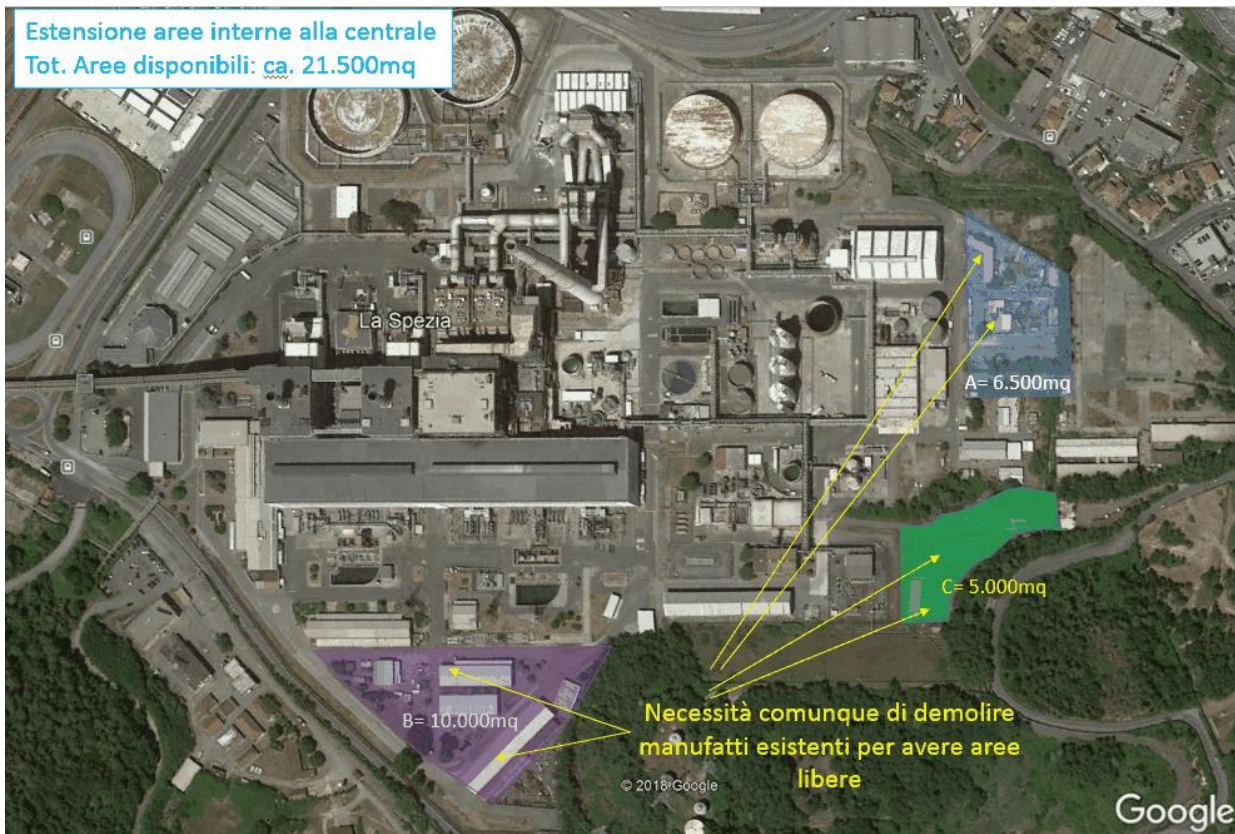 Estensione aree interne alla centrale
Tot. Aree disponibili: ca. 21.500mq
La Spezia
A= 6.500mq
C= 5.000mq
B= 10.000mq
Necessità comunque di demolire
manufatti esistenti per avere aree
libere
© 2018 Google
Google